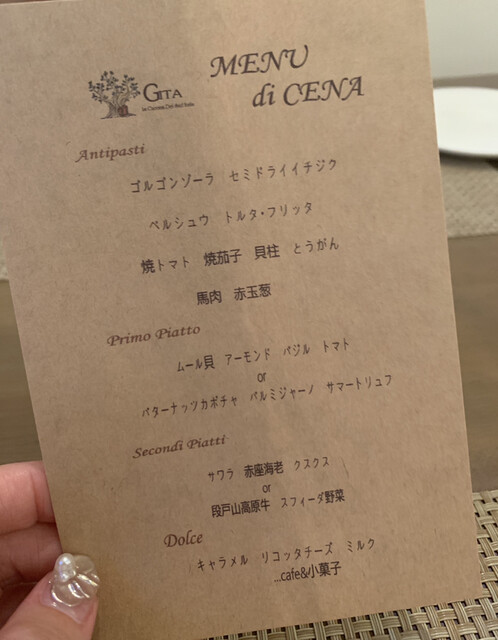 MENU
di CENA
GITA
Antipasti
ゴルゴンゾーラ セミドライイチジク
ペルシュウ トルタ・フリッタ
焼トマト 焼茄子 貝柱 とうがん
馬肉 赤玉葱
Primo Piatto
ムール貝 アーモンド バジル トマト
or
バターナッツカボチャ パルミジャーノ サマートリュフ
Secondi Piatti
サワラ 赤座海老 クスクス
or
段戸山高原牛 スフィーダ野菜
Dolce
キャラメル リコッタチーズ ミルク
...cafe&小菓子